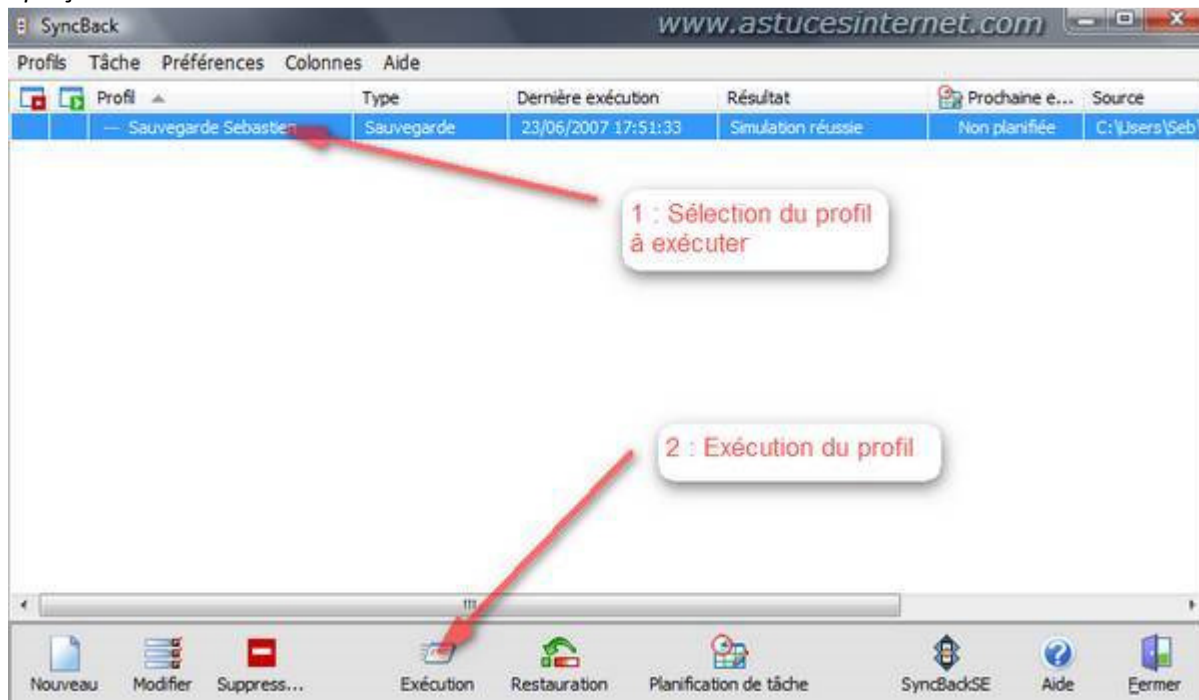 SyncBack
www.astucesinternet.com
Profils Tâche Préférences Colonnes Aide
Profil Type Dernière exécution Résultat Prochaine e... Source
Sauvegarde Sebastien Sauvegarde 23/06/2007 17:51:33 Simulation réussie Non planifiée C:\Users\Seb\
1 : Sélection du profil
à exécuter
2 : Exécution du profil
Nouveau Modifier Suppress... Exécution Restauration Planification de tâche SyncBackSE Aide Fermer